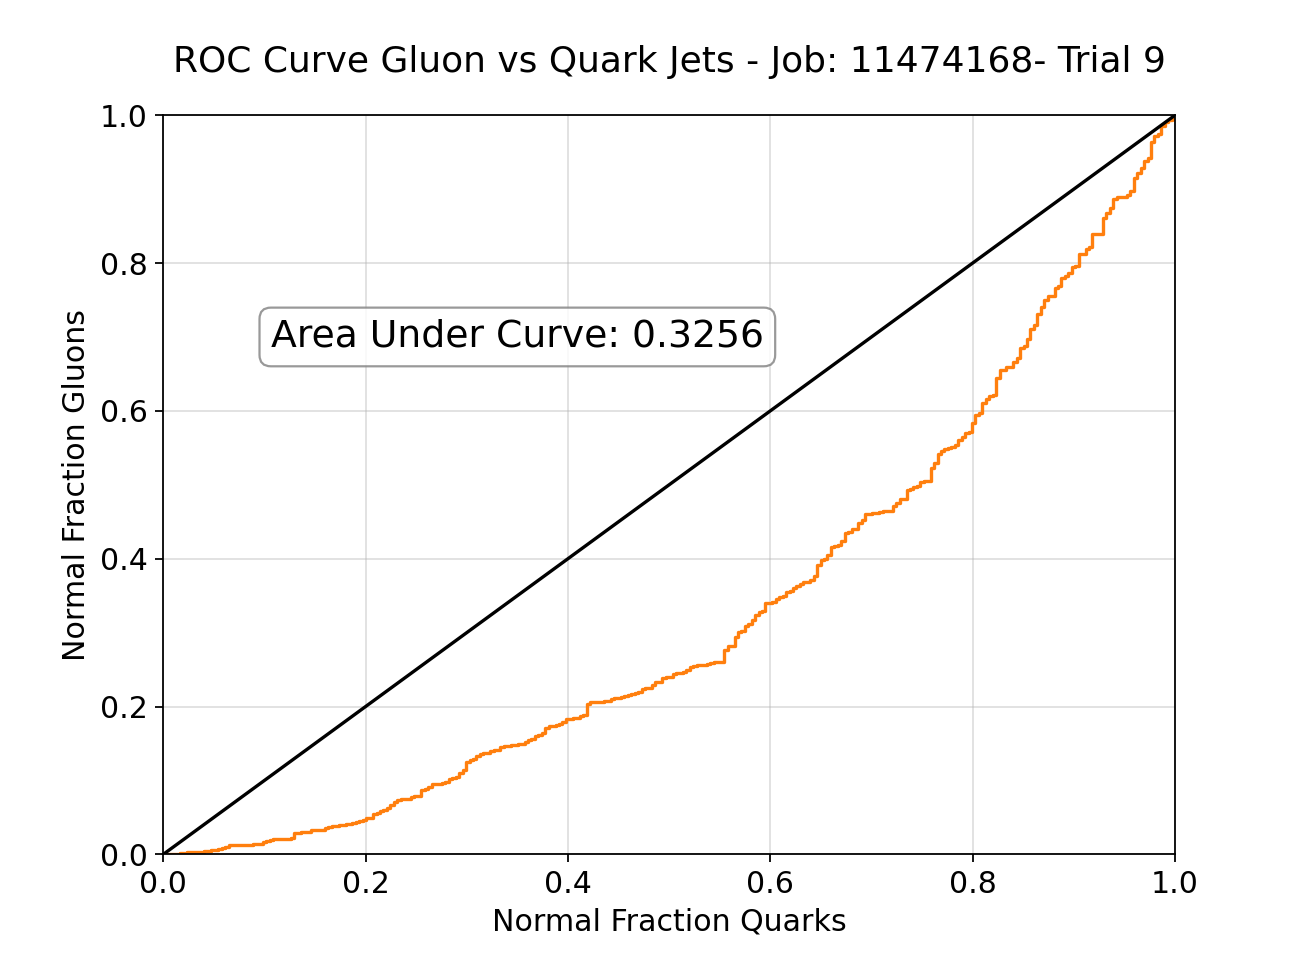 ROC Curve Gluon vs Quark Jets - Job: 11474168- Trial 9
1.0
0.8
0.6
0.4
0.2
0.0
Normal Fraction Gluons
Area Under Curve: 0.3256
0.0 0.2 0.4 0.6 0.8 1.0
Normal Fraction Quarks